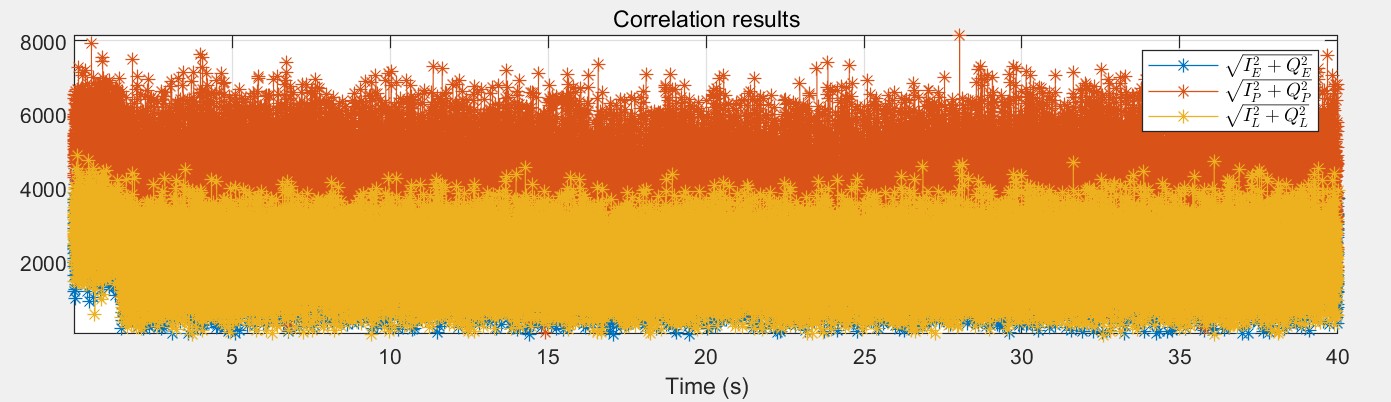 Correlation results
8000
6000
4000
2000
√I_E^2 + Q_E^2
√I_P^2 + Q_P^2
√I_L^2 + Q_L^2
5 10 15 20 25 30 35 40
Time (s)